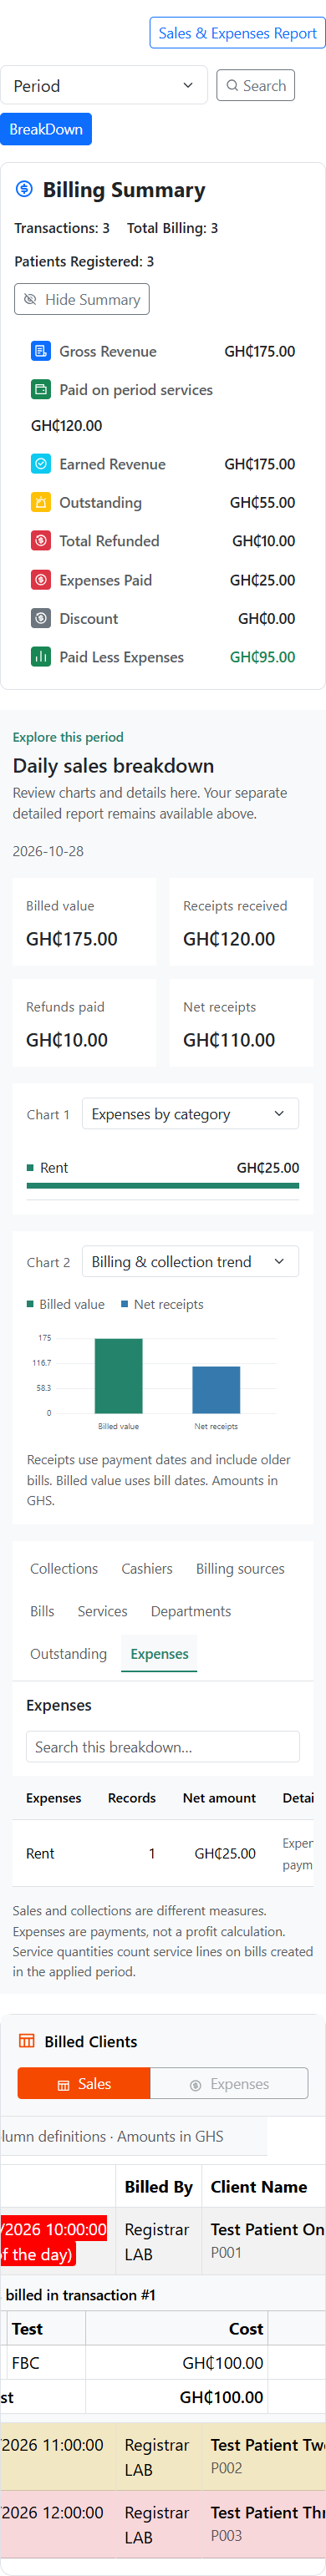 Sales & Expenses Report
Period
Search
BreakDown
Billing Summary
Transactions: 3 Total Billing: 3
Patients Registered: 3
Hide Summary
Gross Revenue GH₵175.00
Paid on period services
GH₵120.00
Earned Revenue GH₵175.00
Outstanding GH₵55.00
Total Refunded GH₵10.00
Expenses Paid GH₵25.00
Discount GH₵0.00
Paid Less Expenses GH₵95.00
Explore this period
Daily sales breakdown
Review charts and details here. Your separate
detailed report remains available above.
2026-10-28
Billed value Receipts received
GH₵175.00 GH₵120.00
Refunds paid Net receipts
GH₵10.00 GH₵110.00
Chart 1 Expenses by category
Rent GH₵25.00
Chart 2 Billing & collection trend
Billed value Net receipts
175
116.7
58.3
0
Billed value Net receipts
Receipts use payment dates and include older
bills. Billed value uses bill dates. Amounts in
GHS.
Collections Cashiers Billing sources
Bills Services Departments
Outstanding Expenses
Expenses
Search this breakdown...
Expenses Records Net amount Detai
Rent 1 GH₵25.00 Exper
paym
Sales and collections are different measures.
Expenses are payments, not a profit calculation.
Service quantities count service lines on bills created
in the applied period.
Billed Clients
Sales Expenses
lumn definitions · Amounts in GHS
Billed By Client Name
/2026 10:00:00 Registrar Test Patient On
of the day) LAB P001
billed in transaction #1
Test Cost
FBC GH₵100.00
st GH₵100.00
2026 11:00:00 Registrar Test Patient Tw
LAB P002
2026 12:00:00 Registrar Test Patient Thr
LAB P003